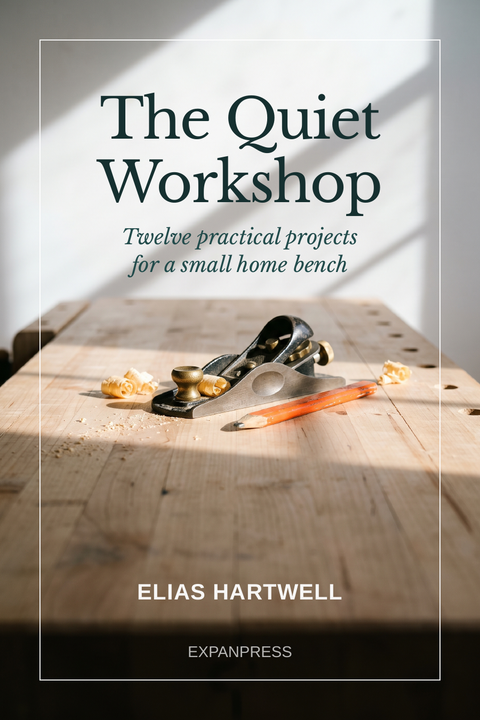 The Quiet
Workshop
Twelve practical projects
for a small home bench
ELIAS HARTWELL
EXPANPRESS